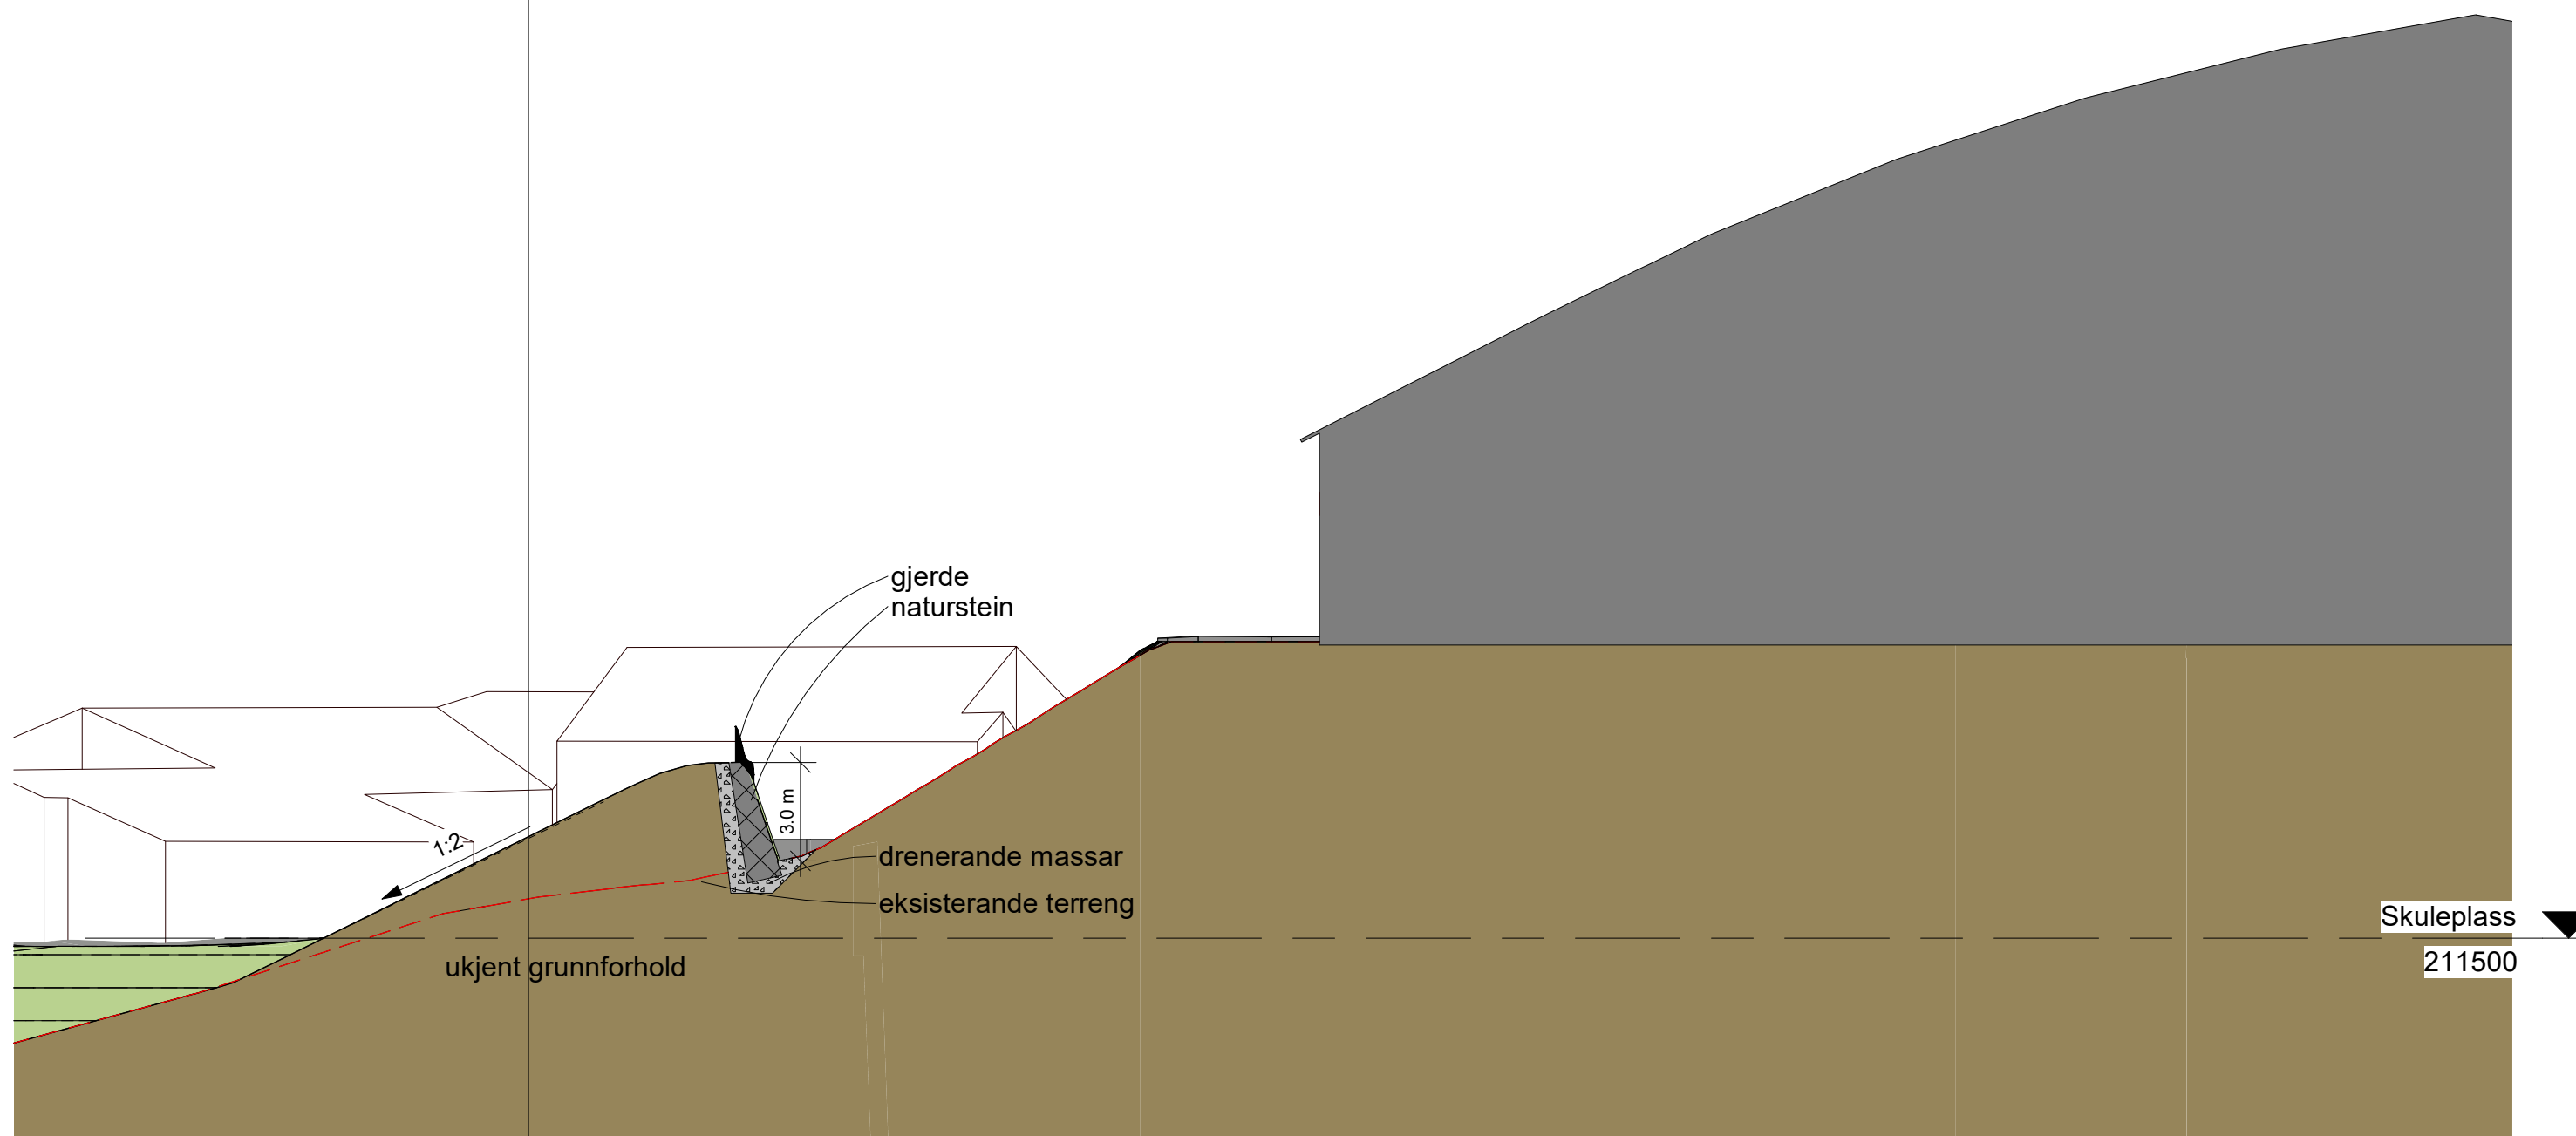 gjerde
naturstein
3.0 m
1:2
drenerande massar
eksisterande terreng
Skuleplass
211500
ukjent grunnforhold